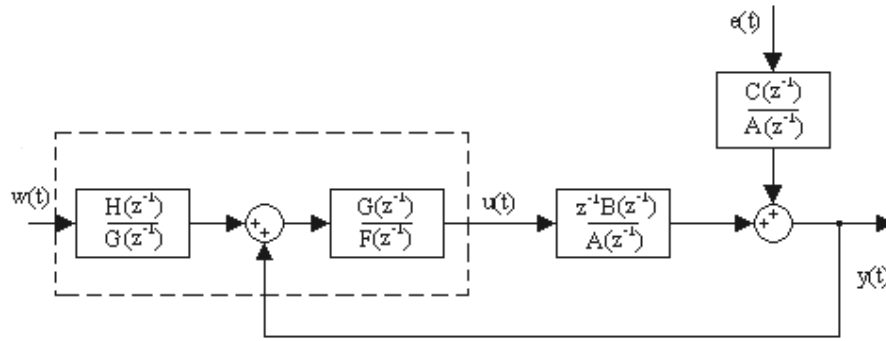 e(t)
C(z⁻¹)
A(z⁻¹)
w(t)
H(z⁻¹)
G(z⁻¹)
+
+
G(z⁻¹)
F(z⁻¹)
u(t)
z⁻¹B(z⁻¹)
A(z⁻¹)
+
+
y(t)